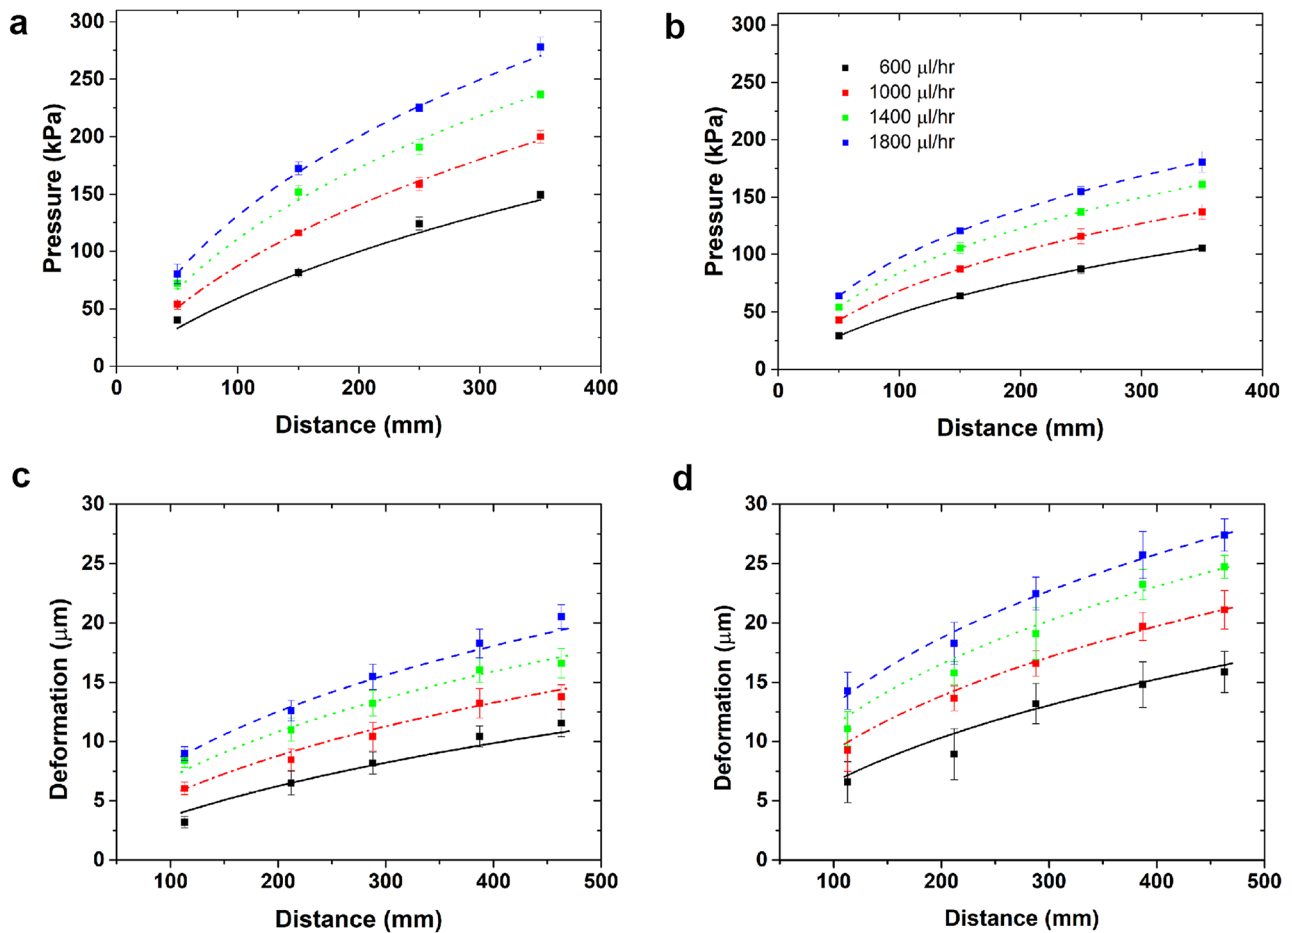 a
Pressure (kPa)
300
250
200
150
100
50
0
0 100 200 300 400
Distance (mm)
b
Pressure (kPa)
300
250
200
150
100
50
0
600 μl/hr
1000 μl/hr
1400 μl/hr
1800 μl/hr
0 100 200 300 400
Distance (mm)
c
Deformation (μm)
30
25
20
15
10
5
0
100 200 300 400 500
Distance (mm)
d
Deformation (μm)
30
25
20
15
10
5
0
100 200 300 400 500
Distance (mm)